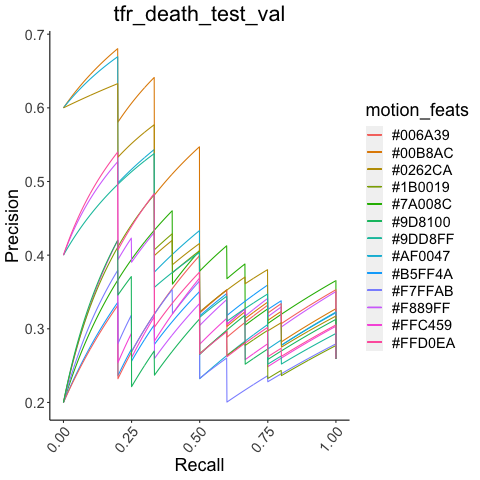 tfr_death_test_val
0.7
0.6
0.5
0.4
0.3
0.2
Precision
0.00
0.25
0.50
0.75
1.00
Recall
motion_feats
#006A39
#00B8AC
#0262CA
#1B0019
#7A008C
#9D8100
#9DD8FF
#AF0047
#B5FF4A
#F7FFAB
#F889FF
#FFC459
#FFD0EA